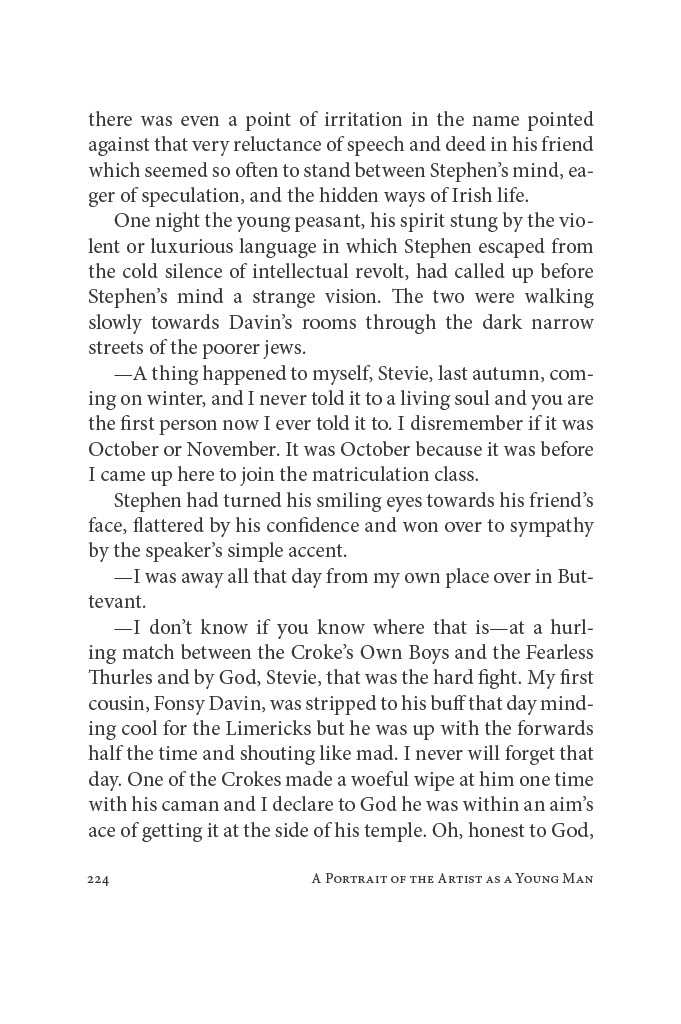 there was even a point of irritation in the name pointed
against that very reluctance of speech and deed in his friend
which seemed so often to stand between Stephen’s mind, ea-
ger of speculation, and the hidden ways of Irish life.
One night the young peasant, his spirit stung by the vio-
lent or luxurious language in which Stephen escaped from
the cold silence of intellectual revolt, had called up before
Stephen’s mind a strange vision. The two were walking
slowly towards Davin’s rooms through the dark narrow
streets of the poorer jews.
—A thing happened to myself, Stevie, last autumn, com-
ing on winter, and I never told it to a living soul and you are
the first person now I ever told it to. I disremember if it was
October or November. It was October because it was before
I came up here to join the matriculation class.
Stephen had turned his smiling eyes towards his friend’s
face, flattered by his confidence and won over to sympathy
by the speaker’s simple accent.
—I was away all that day from my own place over in But-
tevant.
—I don’t know if you know where that is—at a hurl-
ing match between the Croke’s Own Boys and the Fearless
Thurles and by God, Stevie, that was the hard fight. My first
cousin, Fonsy Davin, was stripped to his buff that day mind-
ing cool for the Limericks but he was up with the forwards
half the time and shouting like mad. I never will forget that
day. One of the Crokes made a woeful wipe at him one time
with his caman and I declare to God he was within an aim’s
ace of getting it at the side of his temple. Oh, honest to God,
224 A Portrait of the Artist as a Young Man